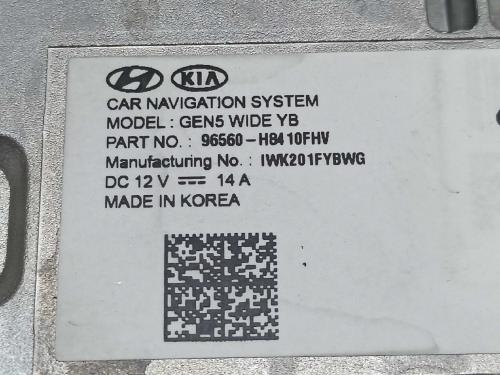 KIA
CAR NAVIGATION SYSTEM
MODEL : GEN5 WIDE YB
PART NO. : 96560-H8410FHV
Manufacturing No. : IWK201FYBWG
DC 12 V ⎓ 14 A
MADE IN KOREA